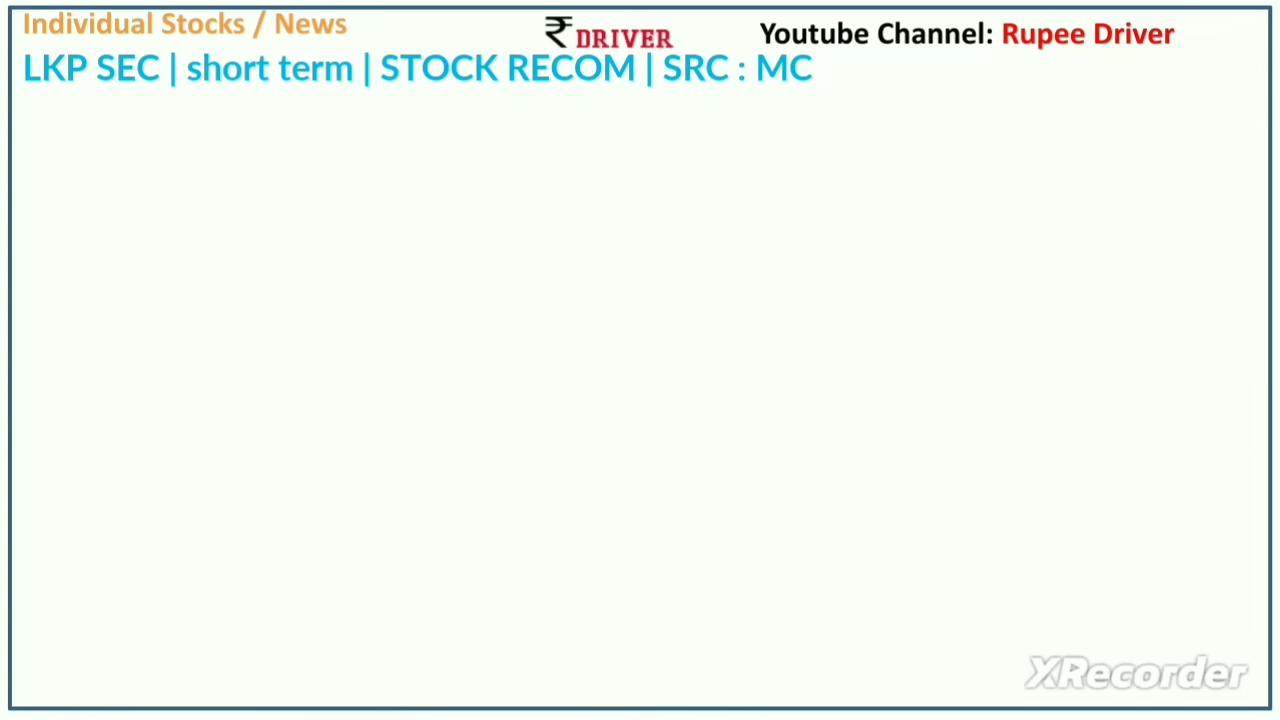 Individual Stocks / News
₹ DRIVER
Youtube Channel: Rupee Driver
LKP SEC | short term | STOCK RECOM | SRC : MC
XRecorder